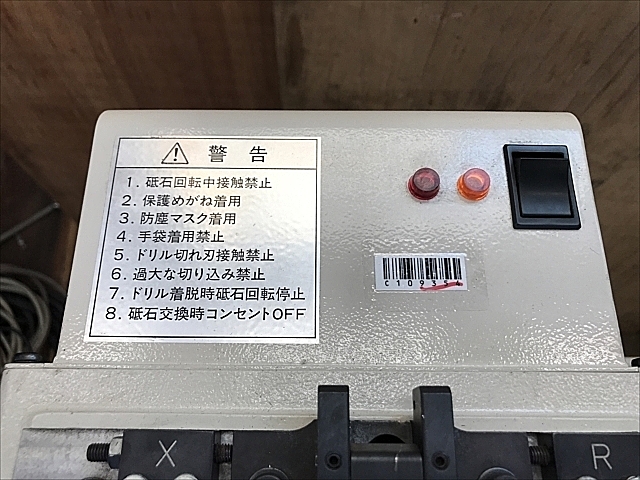 警告
1. 砥石回転中接触禁止
2. 保護めがね着用
3. 防塵マスク着用
4. 手袋着用禁止
5. ドリル切れ刃接触禁止
6. 過大な切り込み禁止
7. ドリル着脱時砥石回転停止
8. 砥石交換時コンセントOFF
C109354
X
R